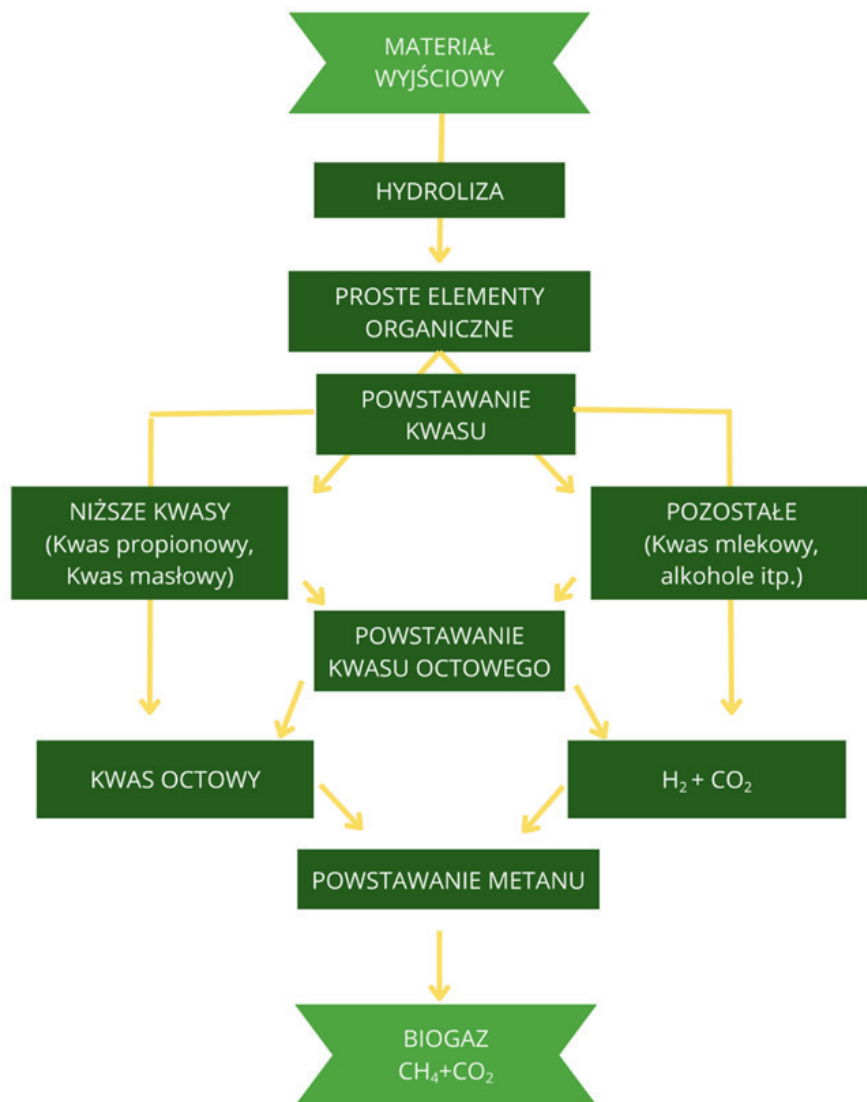 MATERIAŁ
WYJŚCIOWY
HYDROLIZA
PROSTE ELEMENTY
ORGANICZNE
POWSTAWANIE
KWASU
NIŻSZE KWASY
(Kwas propionowy,
Kwas masłowy)
POZOSTAŁE
(Kwas mlekowy,
alkohole itp.)
POWSTAWANIE
KWASU OCTOWEGO
KWAS OCTOWY
H₂ + CO₂
POWSTAWANIE METANU
BIOGAZ
CH₄+CO₂